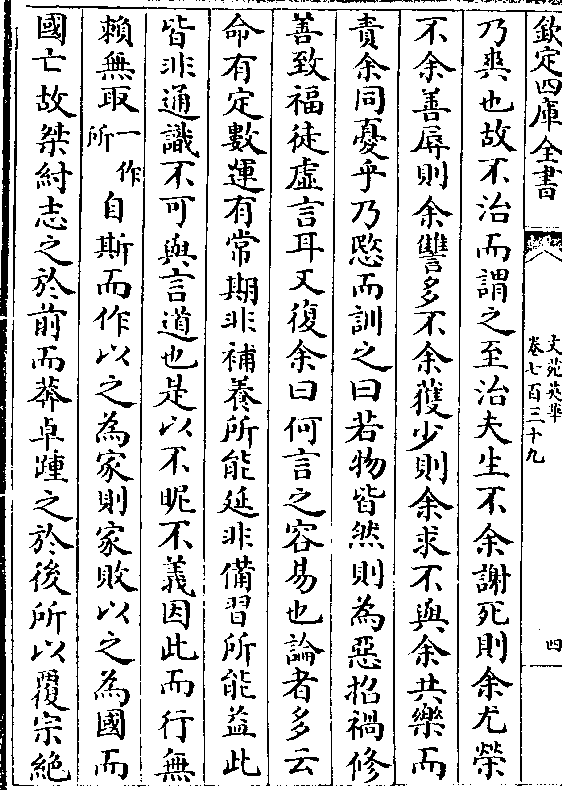 欽定四庫全書
文苑英華
卷七百三十九
四
乃爽也故不治而謂之至治夫生不余謝死則余尤榮
不余善辱則余讐多不余獲少則余求不與余共樂而
責余同憂乎乃愍而訓之曰若物皆然則為惡招禍修
善致福徒虛言耳又復余曰何言之容易也論者多云
命有定數運有常期非補養所能延非備習所能益此
皆非通識不可與言道也是以不昵不義因此而行無
賴無取一作所自斯而作以之為家則家敗以之為國而
國亡故桀紂志之於前而莽卓踵之於後所以覆宗絶